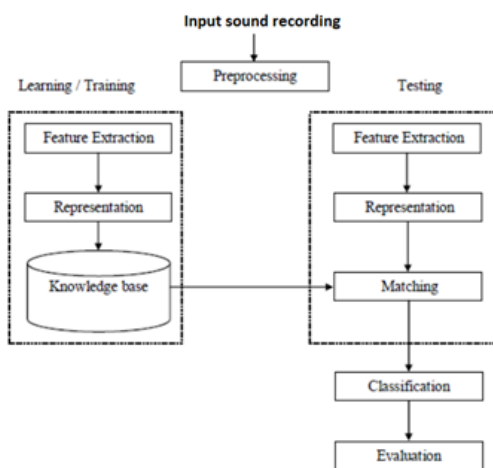 Input sound recording
Preprocessing
Learning / Training
Testing
Feature Extraction
Feature Extraction
Representation
Representation
Knowledge base
Matching
Classification
Evaluation